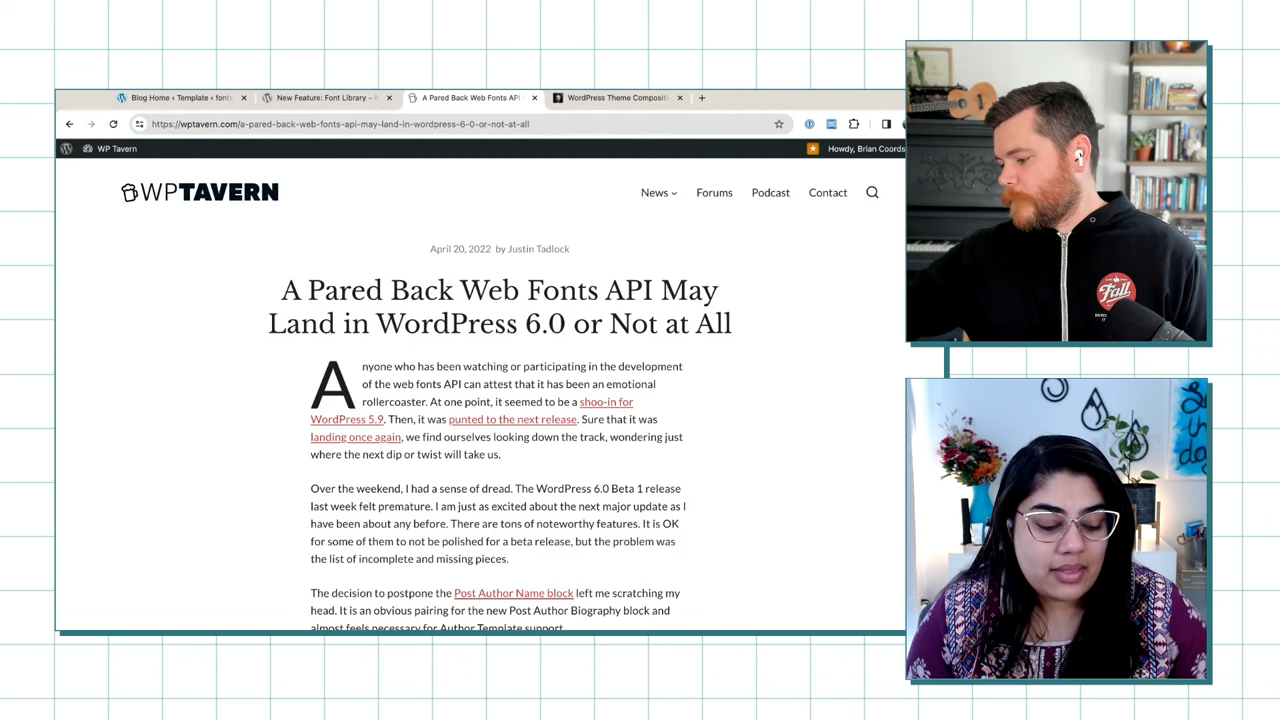 Blog Home ‹ Template ‹ fonts
New Feature: Font Library –
A Pared Back Web Fonts API
WordPress Theme Composit
https://wptavern.com/a-pared-back-web-fonts-api-may-land-in-wordpress-6-0-or-not-at-all
WP Tavern
Howdy, Brian Coords
WPTAVERN
News
Forums
Podcast
Contact
April 20, 2022 by Justin Tadlock
A Pared Back Web Fonts API May
Land in WordPress 6.0 or Not at All
Anyone who has been watching or participating in the development
of the web fonts API can attest that it has been an emotional
rollercoaster. At one point, it seemed to be a shoo-in for
WordPress 5.9. Then, it was punted to the next release. Sure that it was
landing once again, we find ourselves looking down the track, wondering just
where the next dip or twist will take us.
Over the weekend, I had a sense of dread. The WordPress 6.0 Beta 1 release
last week felt premature. I am just as excited about the next major update as I
have been about any before. There are tons of noteworthy features. It is OK
for some of them to not be polished for a beta release, but the problem was
the list of incomplete and missing pieces.
The decision to postpone the Post Author Name block left me scratching my
head. It is an obvious pairing for the new Post Author Biography block and
almost feels necessary for Author Template support.
Fall